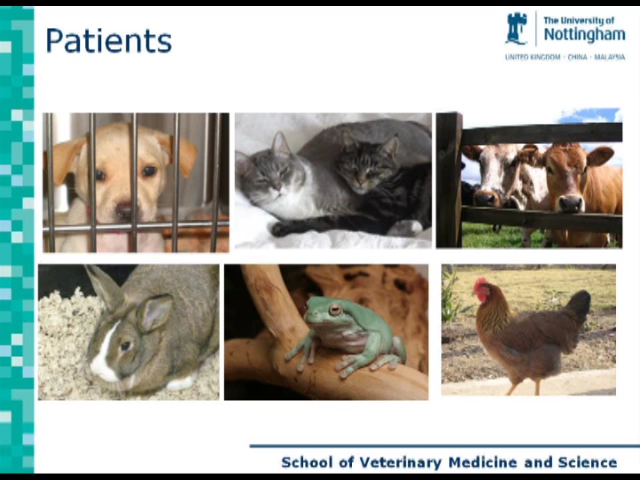 Patients
The University of
Nottingham
UNITED KINGDOM · CHINA · MALAYSIA
School of Veterinary Medicine and Science